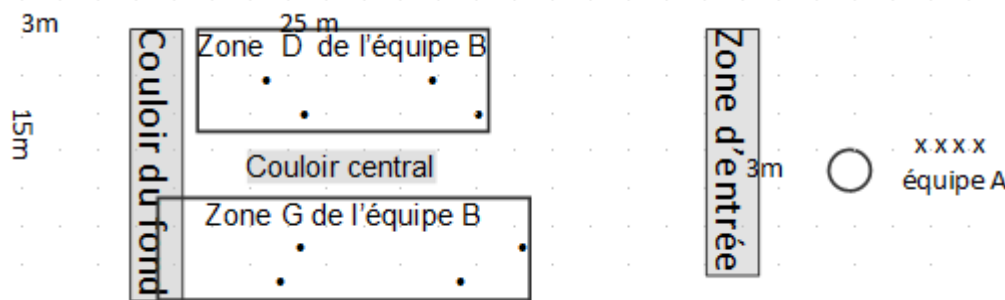 3m
25 m
Zone D de l'équipe B
Couloir du fond
15m
Couloir central
Zone G de l'équipe B
Zone d'entrée
3m
x x x x
équipe A